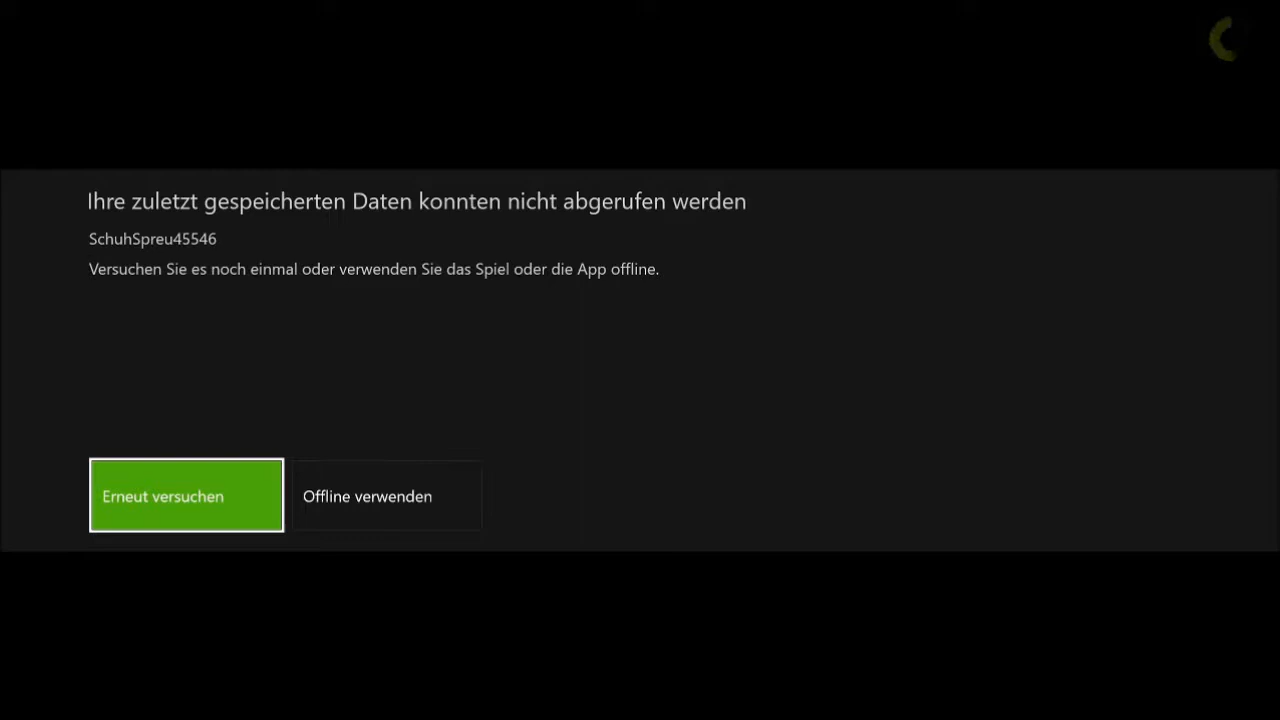 Ihre zuletzt gespeicherten Daten konnten nicht abgerufen werden
SchuhSpreu45546
Versuchen Sie es noch einmal oder verwenden Sie das Spiel oder die App offline.
Erneut versuchen
Offline verwenden